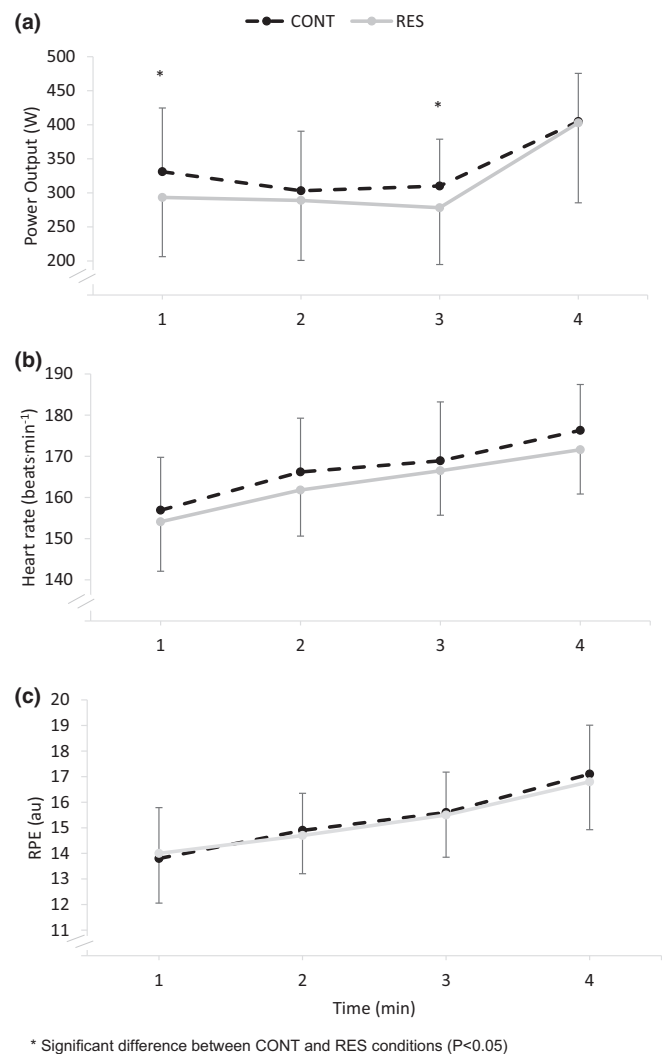 (a)
CONT RES
500
450
400
350
300
250
200
Power Output (W)
1 2 3 4
(b)
190
180
170
160
150
140
Heart rate (beats·min⁻¹)
1 2 3 4
(c)
20
19
18
17
16
15
14
13
12
11
RPE (au)
1 2 3 4
Time (min)
* Significant difference between CONT and RES conditions (P<0.05)